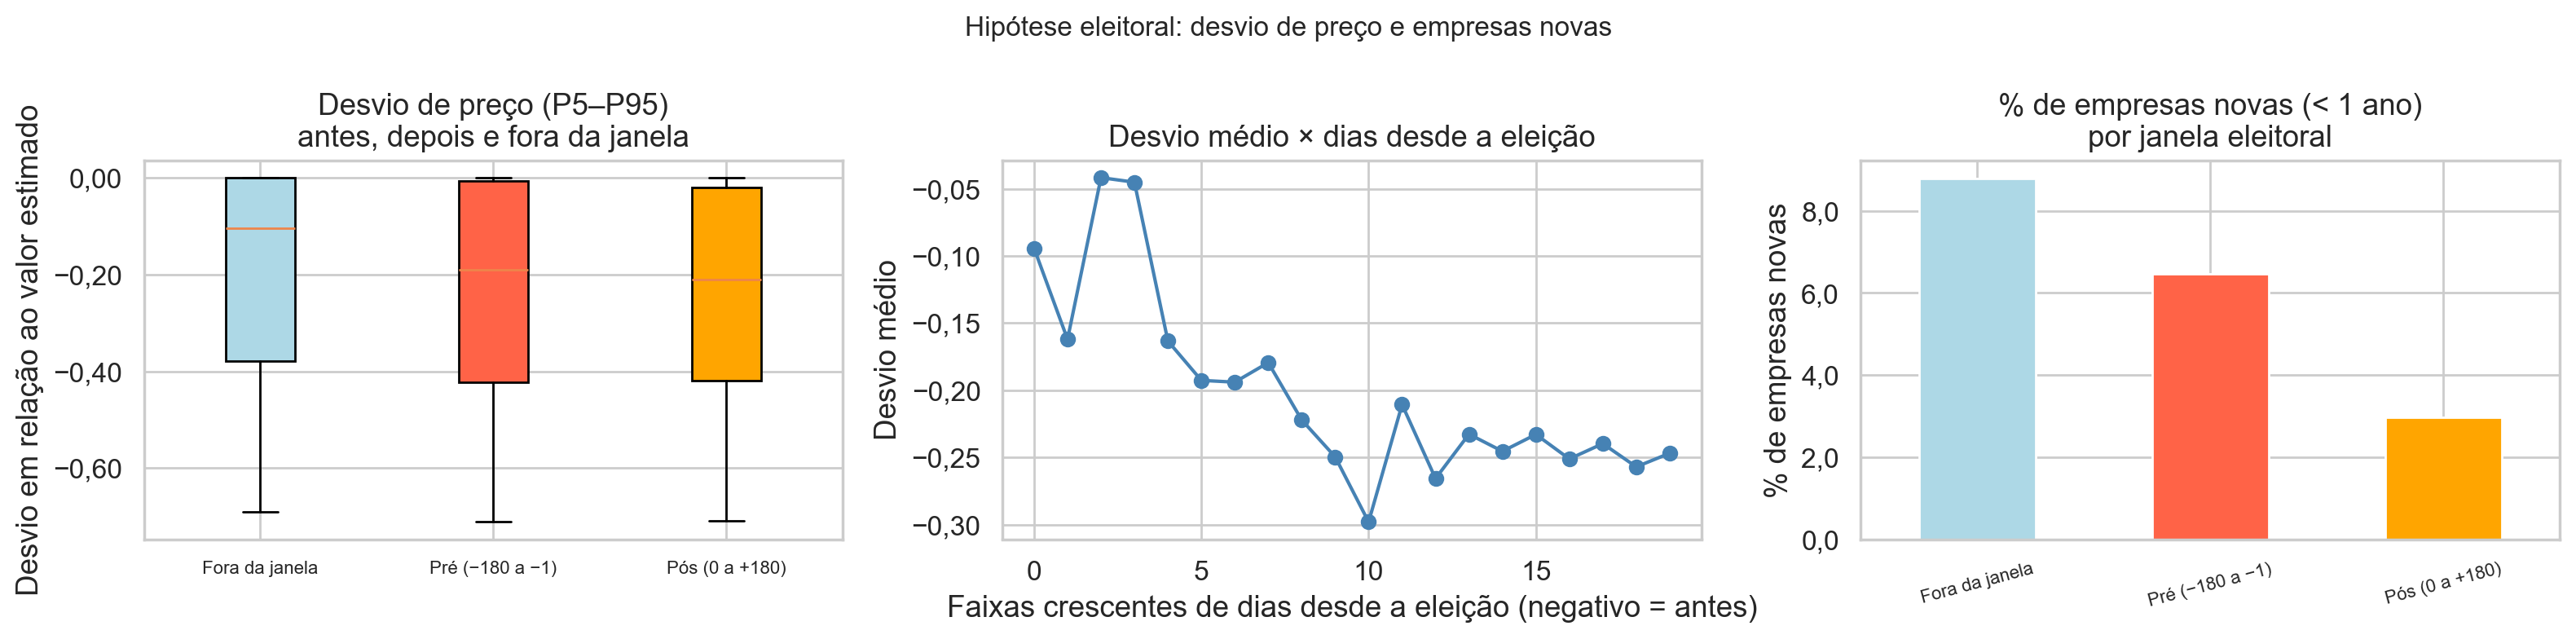 Hipótese eleitoral: desvio de preço e empresas novas
Desvio de preço (P5–P95)
antes, depois e fora da janela
Desvio em relação ao valor estimado
0,00
−0,20
−0,40
−0,60
Fora da janela
Pré (−180 a −1)
Pós (0 a +180)
Desvio médio × dias desde a eleição
Desvio médio
−0,05
−0,10
−0,15
−0,20
−0,25
−0,30
0
5
10
15
Faixas crescentes de dias desde a eleição (negativo = antes)
% de empresas novas (< 1 ano)
por janela eleitoral
% de empresas novas
8,0
6,0
4,0
2,0
0,0
Fora da janela
Pré (−180 a −1)
Pós (0 a +180)